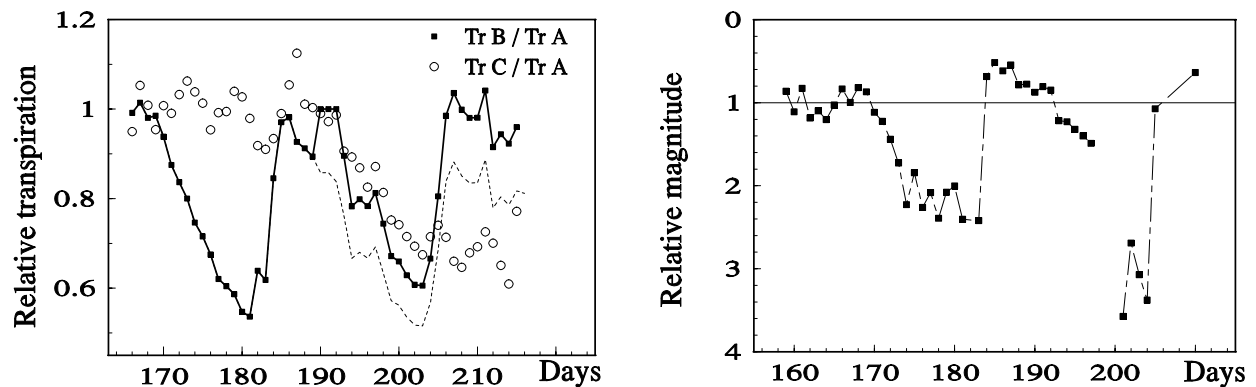 Relative transpiration
1.2
1
0.8
0.6
Tr B / Tr A
Tr C / Tr A
170 180 190 200 210 Days
Relative magnitude
0
1
2
3
4
160 170 180 190 200 Days